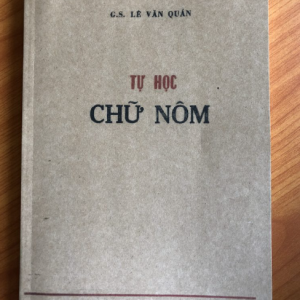 G.S. LÊ VĂN QUÁN
TỰ HỌC
CHỮ NÔM